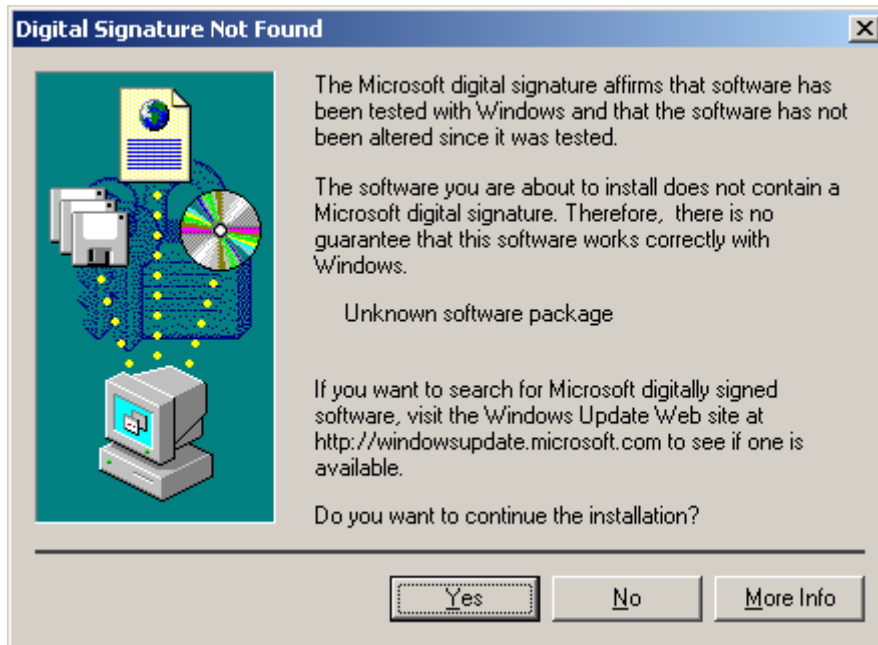 Digital Signature Not Found
The Microsoft digital signature affirms that software has
been tested with Windows and that the software has not
been altered since it was tested.
The software you are about to install does not contain a
Microsoft digital signature. Therefore,  there is no
guarantee that this software works correctly with
Windows.
Unknown software package
If you want to search for Microsoft digitally signed
software, visit the Windows Update Web site at
http://windowsupdate.microsoft.com to see if one is
available.
Do you want to continue the installation?
Yes No More Info